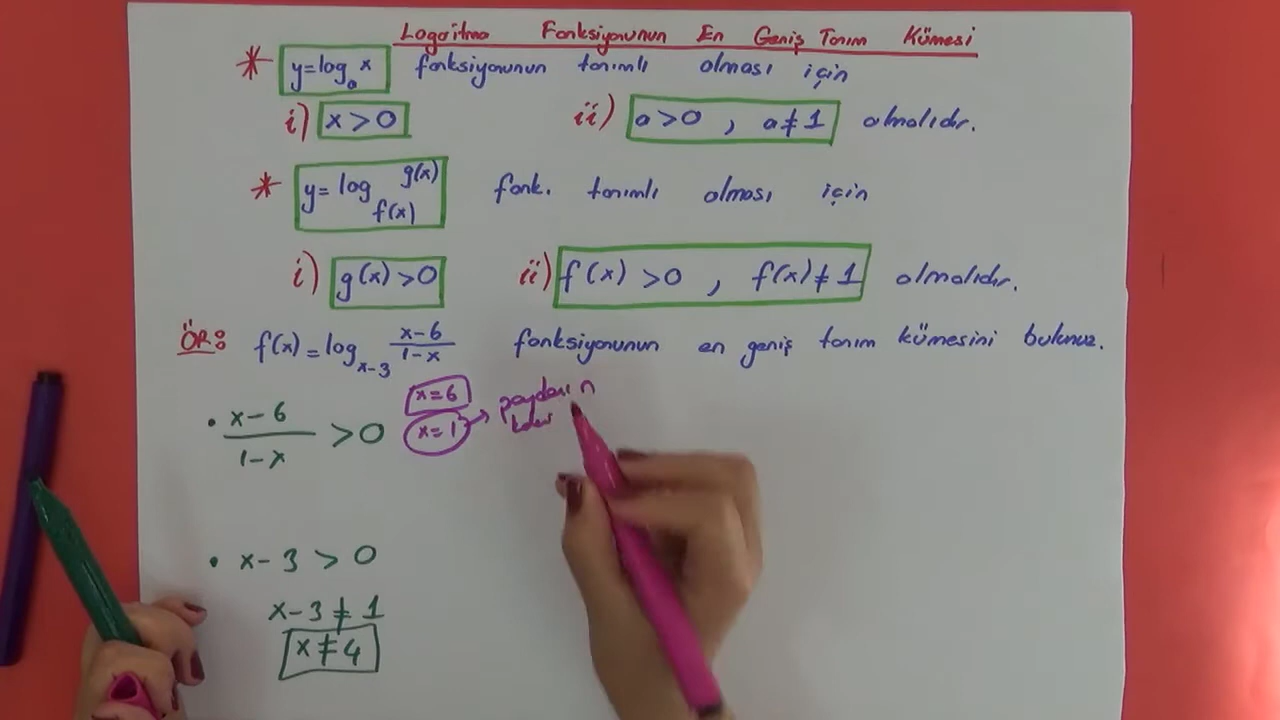 Logaritma Fonksiyonunun En Geniş Tanım Kümesi
* y=logₐx fonksiyonunun tanımlı olması için
i) x>0 ii) a>0 , a≠1 olmalıdır.
* y=log_f(x) g(x) fonk. tanımlı olması için
i) g(x)>0 ii) f(x)>0 , f(x)≠1 olmalıdır.
ÖR: f(x)=log_x-3 x-6/1-x fonksiyonunun en geniş tanım kümesini bulunuz.
• x-6/1-x >0
x=6
x=1 → paydanın
• x-3 > 0
x-3≠1
x≠4